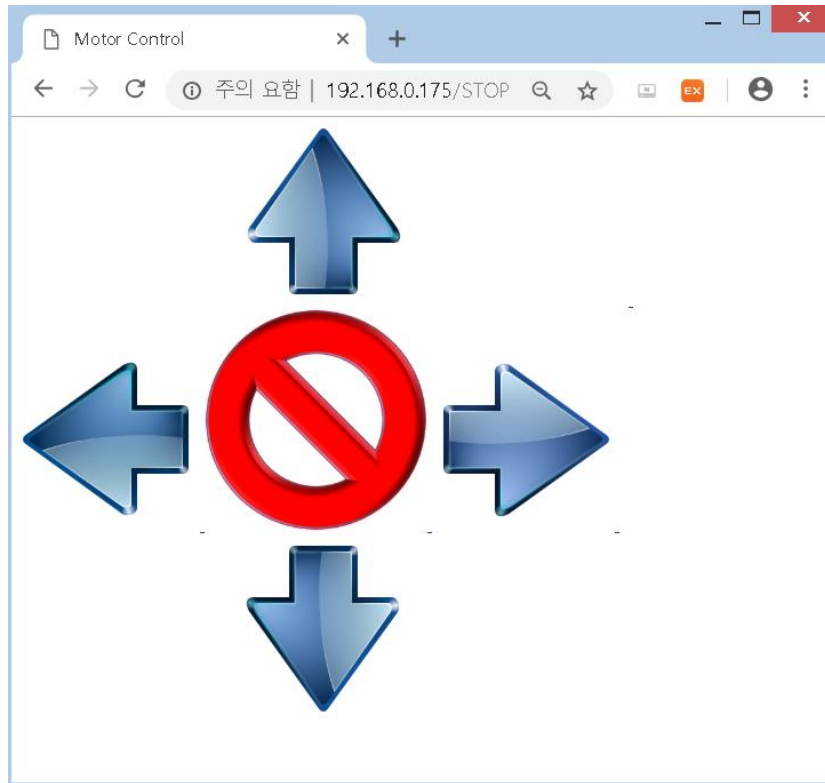 Motor Control
주의 요함 | 192.168.0.175/STOP
EX